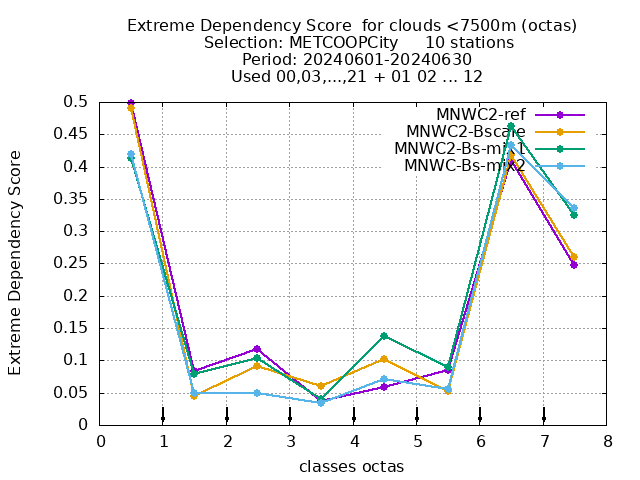 Extreme Dependency Score for clouds <7500m (octas)
Selection: METCOOPCity 10 stations
Period: 20240601-20240630
Used 00,03,...,21 + 01 02 ... 12
Extreme Dependency Score
0.5
0.45
0.4
0.35
0.3
0.25
0.2
0.15
0.1
0.05
0
MNWC2-ref
MNWC2-Bscale
MNWC2-Bs-mix1
MNWC-Bs-mix2
0 1 2 3 4 5 6 7 8
classes octas